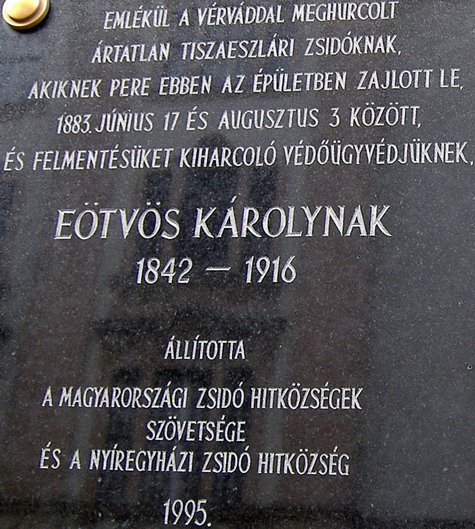 EMLÉKÜL A VÉRVÁDDAL MEGHURCOLT
ÁRTATLAN TISZAESZLÁRI ZSIDÓKNAK,
AKIKNEK PERE EBBEN AZ ÉPÜLETBEN ZAJLOTT LE,
1883. JÚNIUS 17 ÉS AUGUSZTUS 3 KÖZÖTT,
ÉS FELMENTÉSÜKET KIHARCOLÓ VÉDŐÜGYVÉDJÜKNEK,
EÖTVÖS KÁROLYNAK
1842 – 1916
ÁLLÍTOTTA
A MAGYARORSZÁGI ZSIDÓ HITKÖZSÉGEK
SZÖVETSÉGE
ÉS A NYÍREGYHÁZI ZSIDÓ HITKÖZSÉG
1995.